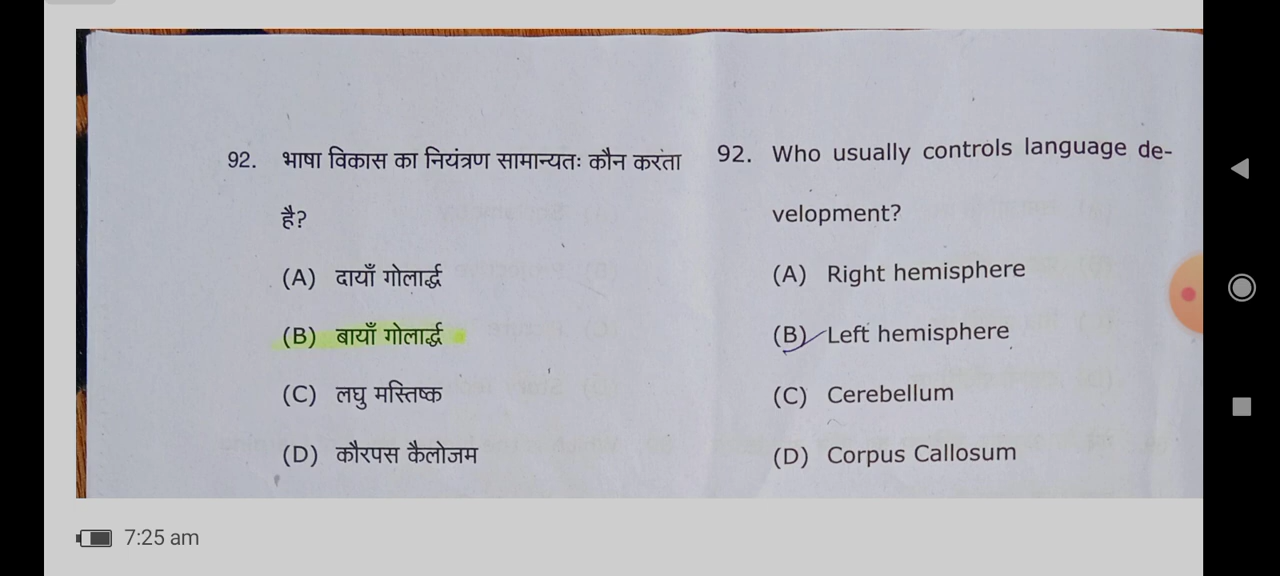 92. भाषा विकास का नियंत्रण सामान्यतः कौन करता
है?
(A) दायाँ गोलार्द्ध
(B) बायाँ गोलार्द्ध
(C) लघु मस्तिष्क
(D) कौरपस कैलोजम
92. Who usually controls language de-
velopment?
(A) Right hemisphere
(B) Left hemisphere
(C) Cerebellum
(D) Corpus Callosum
7:25 am